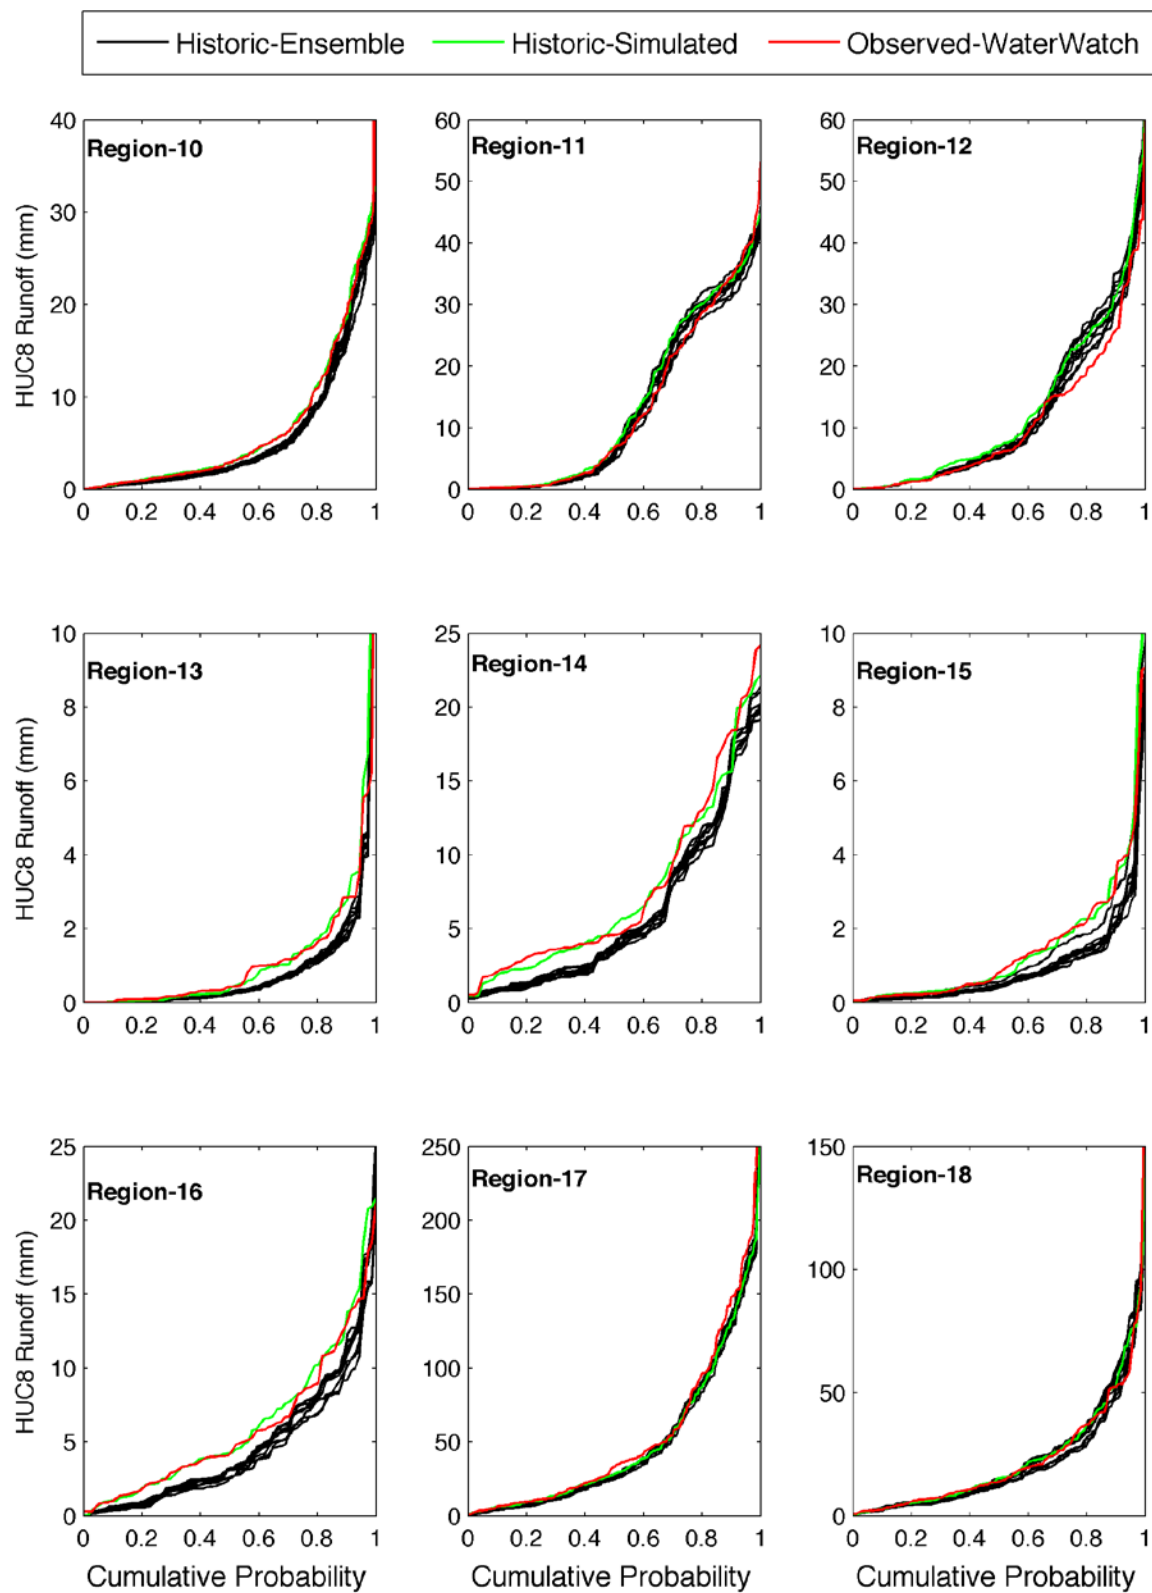 Historic-Ensemble Historic-Simulated Observed-WaterWatch
Region-10
Region-11
Region-12
HUC8 Runoff (mm)
40
30
20
10
0
0 0.2 0.4 0.6 0.8 1
60
50
40
30
20
10
0
0 0.2 0.4 0.6 0.8 1
60
50
40
30
20
10
0
0 0.2 0.4 0.6 0.8 1
Region-13
Region-14
Region-15
HUC8 Runoff (mm)
10
8
6
4
2
0
0 0.2 0.4 0.6 0.8 1
25
20
15
10
5
0
0 0.2 0.4 0.6 0.8 1
10
8
6
4
2
0
0 0.2 0.4 0.6 0.8 1
Region-16
Region-17
Region-18
HUC8 Runoff (mm)
25
20
15
10
5
0
0 0.2 0.4 0.6 0.8 1
250
200
150
100
50
0
0 0.2 0.4 0.6 0.8 1
150
100
50
0
0 0.2 0.4 0.6 0.8 1
Cumulative Probability
Cumulative Probability
Cumulative Probability